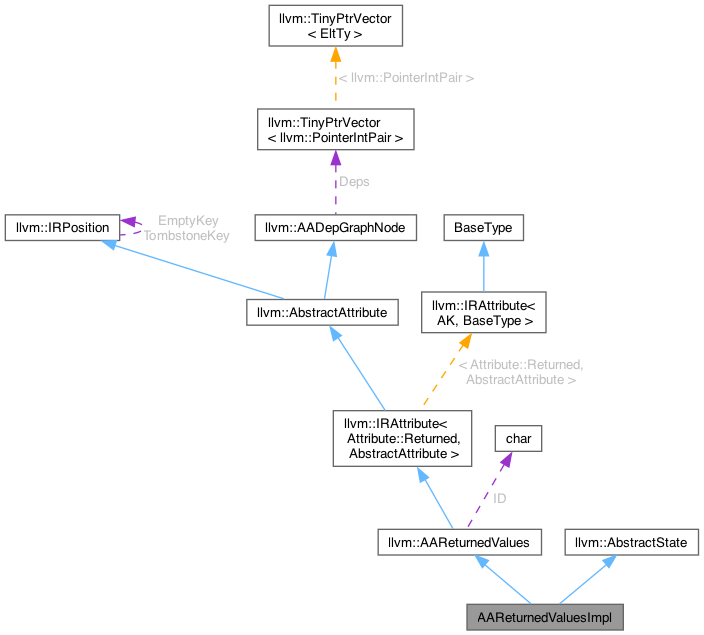 llvm::TinyPtrVector
< EltTy >
< llvm::PointerIntPair >
llvm::TinyPtrVector
< llvm::PointerIntPair >
Deps
llvm::IRPosition
EmptyKey
TombstoneKey
llvm::AADepGraphNode
BaseType
llvm::AbstractAttribute
llvm::IRAttribute<
AK, BaseType >
< Attribute::Returned,
AbstractAttribute >
llvm::IRAttribute<
Attribute::Returned,
AbstractAttribute >
char
ID
llvm::AAReturnedValues
llvm::AbstractState
AAReturnedValuesImpl